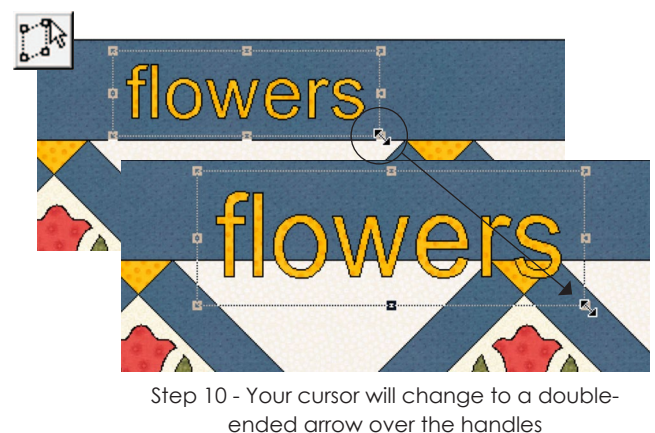 flowers
flowers
Step 10 - Your cursor will change to a double-
ended arrow over the handles